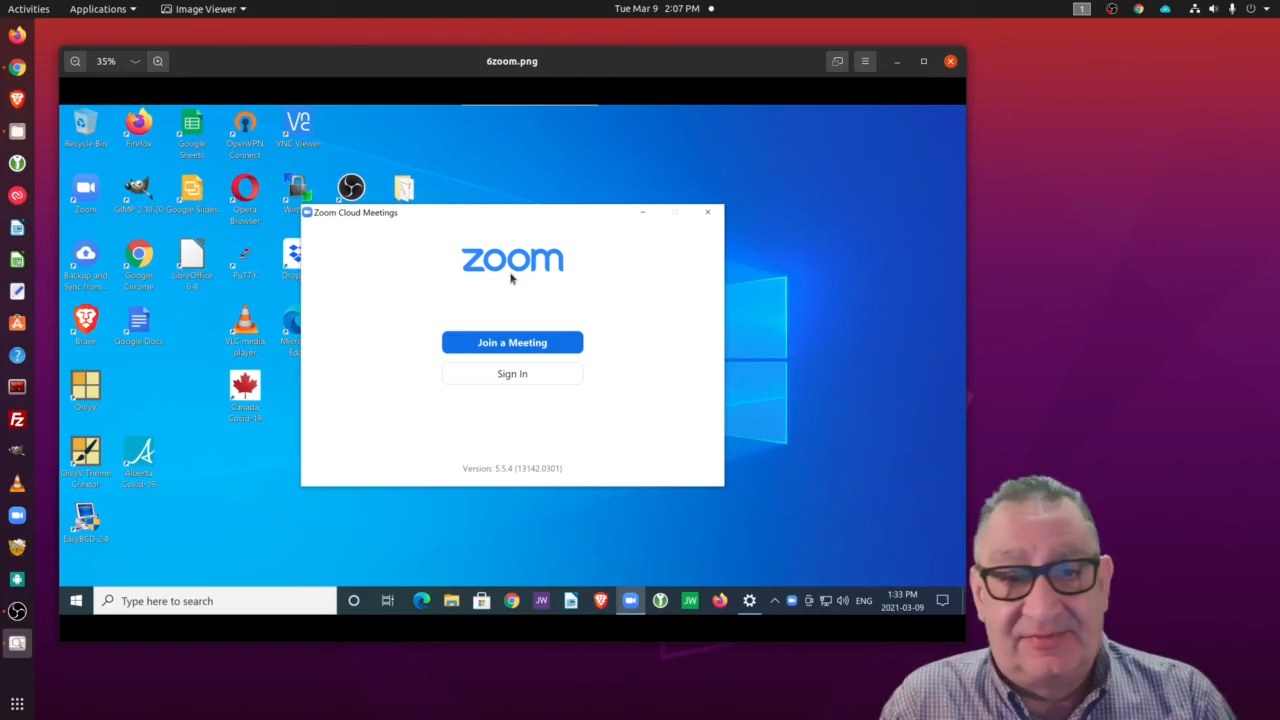 Activities Applications Image Viewer Tue Mar 9 2:07 PM 1
35% 6zoom.png
Recycle Bin Firefox Google Sheets OpenVPN Connect VNC Viewer
Zoom GIMP 2.10.20 Google Slides Opera Browser
Zoom Cloud Meetings
zoom
Join a Meeting
Sign In
Version: 5.5.4 (13142.0301)
Backup and Sync from... Google Chrome LibreOffice 6.4 PuTTY
Brave Google Docs VLC media player
OnlyV Canada Covid-19
OnlyV Theme Creator Alberta Covid-19
EasyBCD 2.4
Type here to search JW JW ENG 1:33 PM
2021-03-09